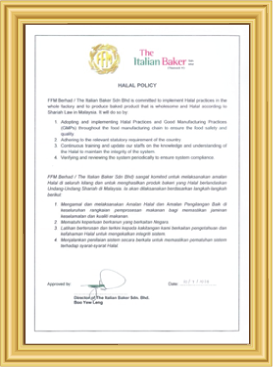 FFM
The
Italian Baker
HALAL POLICY
FFM Berhad / The Italian Baker Sdn Bhd is committed to implement Halal practices in the
whole factory and to produce baked product that is wholesome and Halal according to
Shariah Law in Malaysia. It will do so by:
1 Adopting and implementing Halal Practices and Good Manufacturing Practices
(GMPs) throughout the food manufacturing chain to ensure the food safety and
quality.
2 Adhering to the relevant statutory requirement of the country.
3 Continuous training and update our staffs on the knowledge and understanding of
the Halal to maintain the integrity of the system.
4 Verifying and reviewing the system periodically to ensure system compliance.
FFM Berhad / The Italian Baker Sdn Bhd sangat komited untuk melaksanakan amalan
Halal di seluruh kilang dan untuk menghasilkan produk bakeri yang Halal berlandaskan
Undang-Undang Shariah di Malaysia. Ia akan dilaksanakan berdasarkan langkah-langkah
berikut
1 Mengamal dan melaksanakan Amalan Halal dan Amalan Pengilangan Baik di
keseluruhan rangkaian pemprosesan makanan bagi memastikan jaminan
keselamatan dan kualiti makanan.
2 Mematuhi keperluan berkanun yang berkaitan Negara.
3 Latihan berterusan dan terkini kepada kakitangan kami berkaitan pengetahuan dan
kefahaman Halal untuk mengekalkan integriti sistem.
4 Menjalankan penilaian sistem secara berkala untuk memastikan pematuhan sistem
terhadap syarat-syarat Halal.
Approved by:
Date:
Director of The Italian Baker Sdn. Bhd.